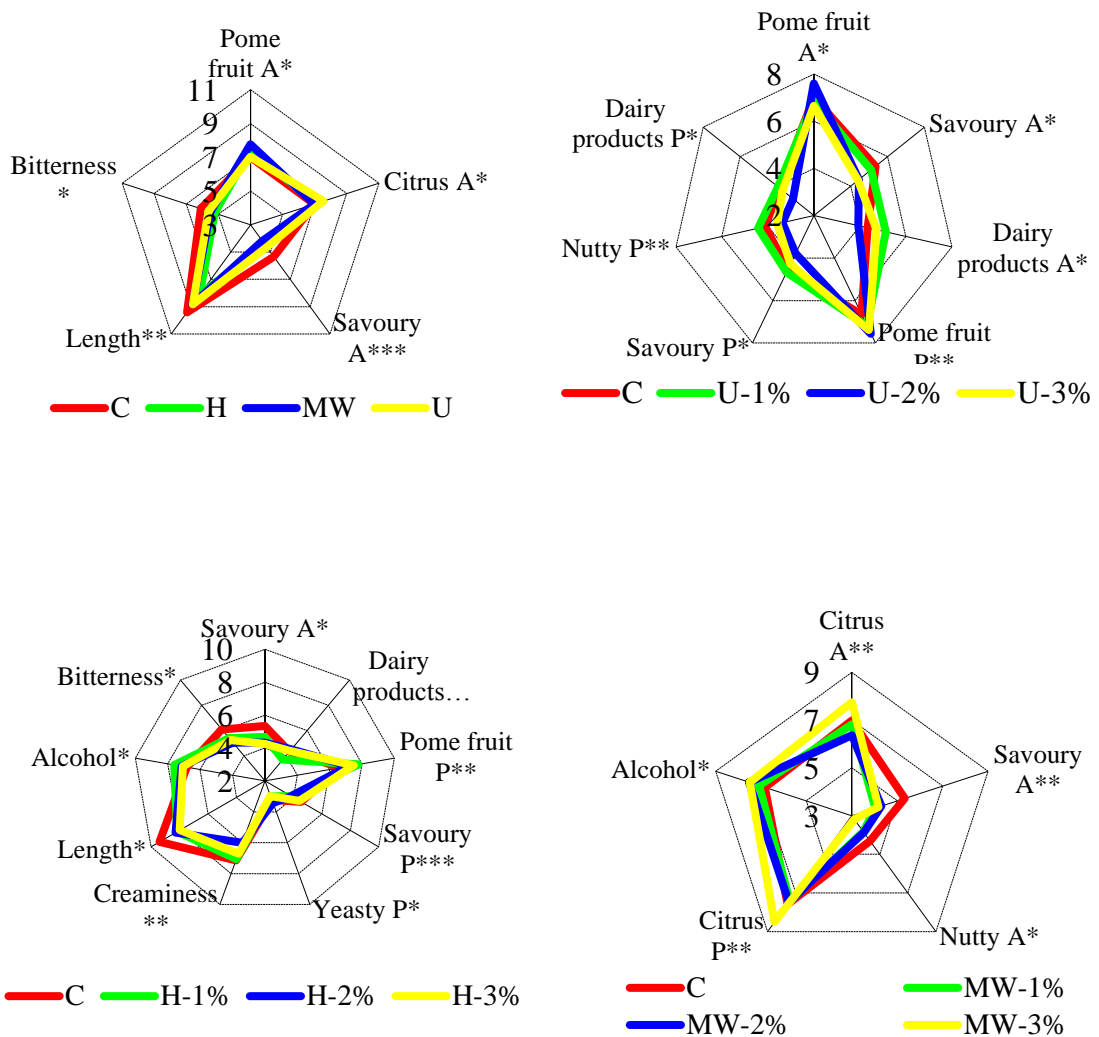 Pome
fruit A*
11
9
7
5
3
Citrus A*
Savoury
A***
Length**
Bitterness
*
C H MW U
Pome fruit
A*
8
6
4
2
Savoury A*
Dairy
products A*
Pome fruit
P**
Savoury P*
Nutty P**
Dairy
products P*
C U-1% U-2% U-3%
Savoury A*
10
8
6
4
2
Dairy
products…
Pome fruit
P**
Savoury
P***
Yeasty P*
Creaminess
**
Length*
Alcohol*
Bitterness*
C H-1% H-2% H-3%
Citrus
A**
9
7
5
3
Savoury
A**
Nutty A*
Citrus
P**
Alcohol*
C MW-1%
MW-2% MW-3%